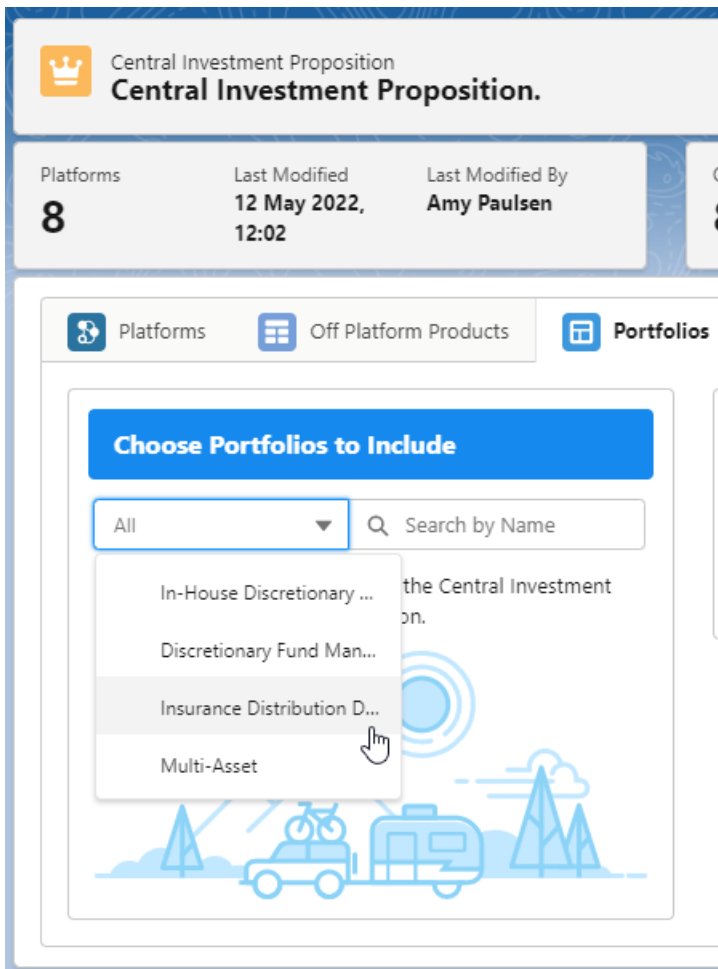 Central Investment Proposition
Central Investment Proposition.
Platforms
8
Last Modified
12 May 2022,
12:02
Last Modified By
Amy Paulsen
Platforms
Off Platform Products
Portfolios
Choose Portfolios to Include
All
Search by Name
In-House Discretionary ...
the Central Investment
Discretionary Fund Man...
Insurance Distribution D...
Multi-Asset